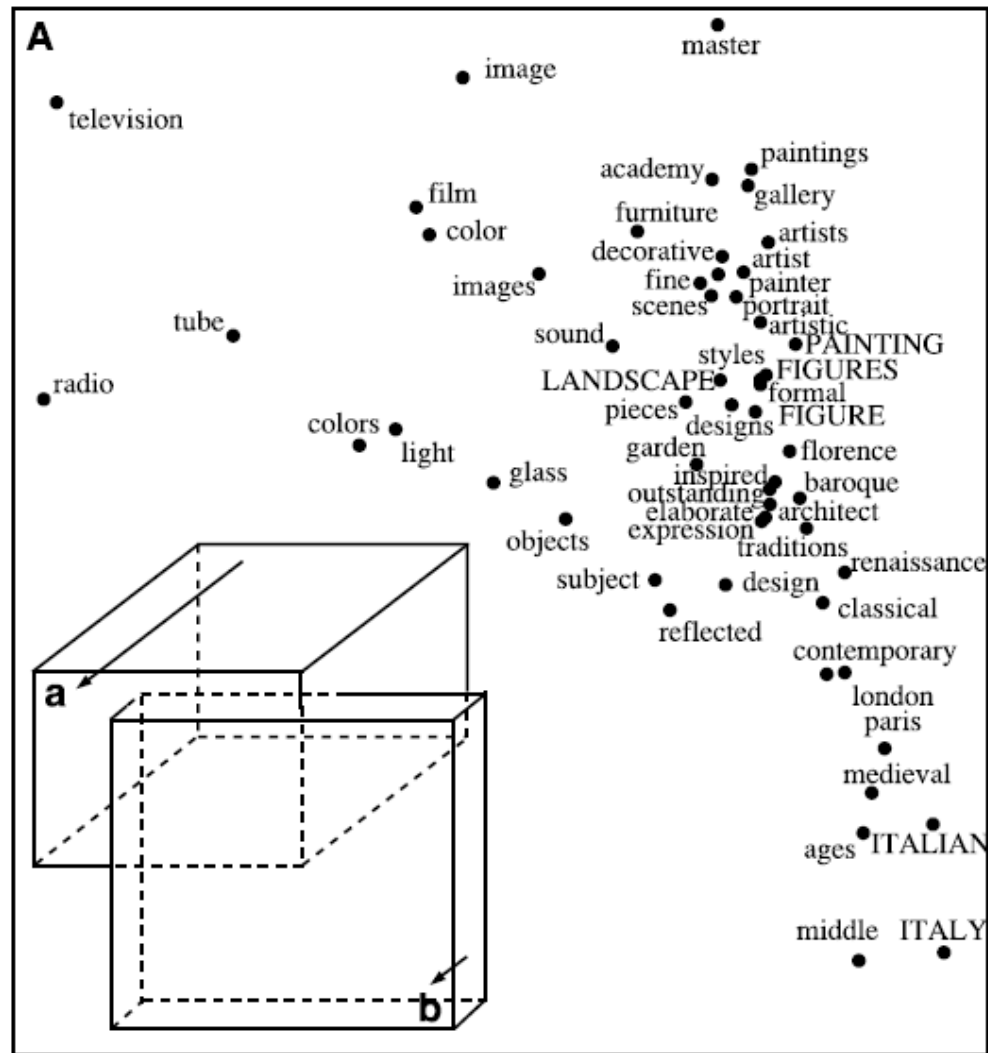 A
master
image
television
paintings
academy
gallery
film
furniture
color
artists
decorative
artist
images
fine
painter
scenes
portrait
tube
artistic
sound
PAINTING
styles
FIGURES
radio
LANDSCAPE
formal
pieces
FIGURE
designs
colors
light
garden
florence
glass
inspired
baroque
outstanding
elaborate
architect
expression
objects
traditions
renaissance
subject
design
classical
reflected
contemporary
a
london
paris
medieval
ages
ITALIAN
middle
ITALY
b